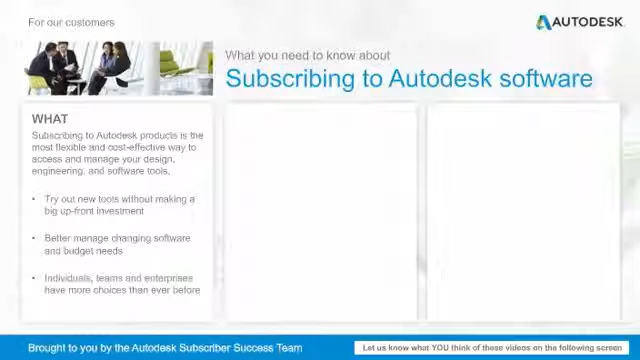 For our customers
AUTODESK
What you need to know about
Subscribing to Autodesk software
WHAT
Subscribing to Autodesk products is the
most flexible and cost-effective way to
access and manage your design,
engineering, and software tools.
• Try out new tools without making a
big up-front investment
• Better manage changing software
and budget needs
• Individuals, teams and enterprises
have more choices than ever before
Brought to you by the Autodesk Subscriber Success Team
Let us know what YOU think of these videos on the following screen